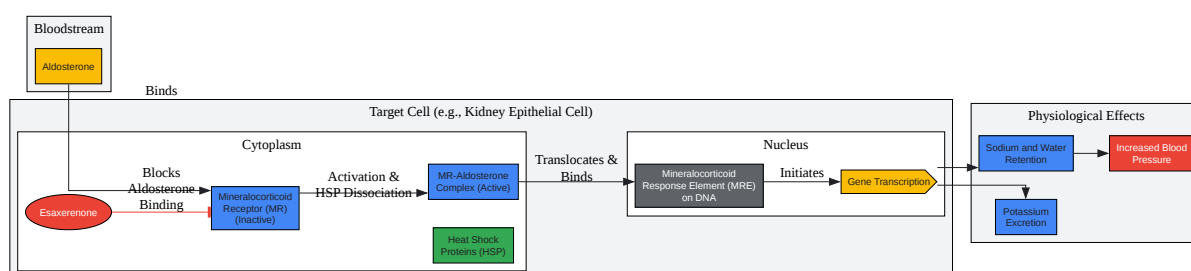 Bloodstream
Aldosterone
Binds
Target Cell (e.g., Kidney Epithelial Cell)
Cytoplasm
Blocks
Aldosterone
Binding
Esaxerenone
Mineralocorticoid
Receptor (MR)
(Inactive)
Activation &
HSP Dissociation
MR-Aldosterone
Complex (Active)
Heat Shock
Proteins (HSP)
Translocates &
Binds
Nucleus
Mineralocorticoid
Response Element (MRE)
on DNA
Initiates
Gene Transcription
Physiological Effects
Sodium and Water
Retention
Increased Blood
Pressure
Potassium
Excretion